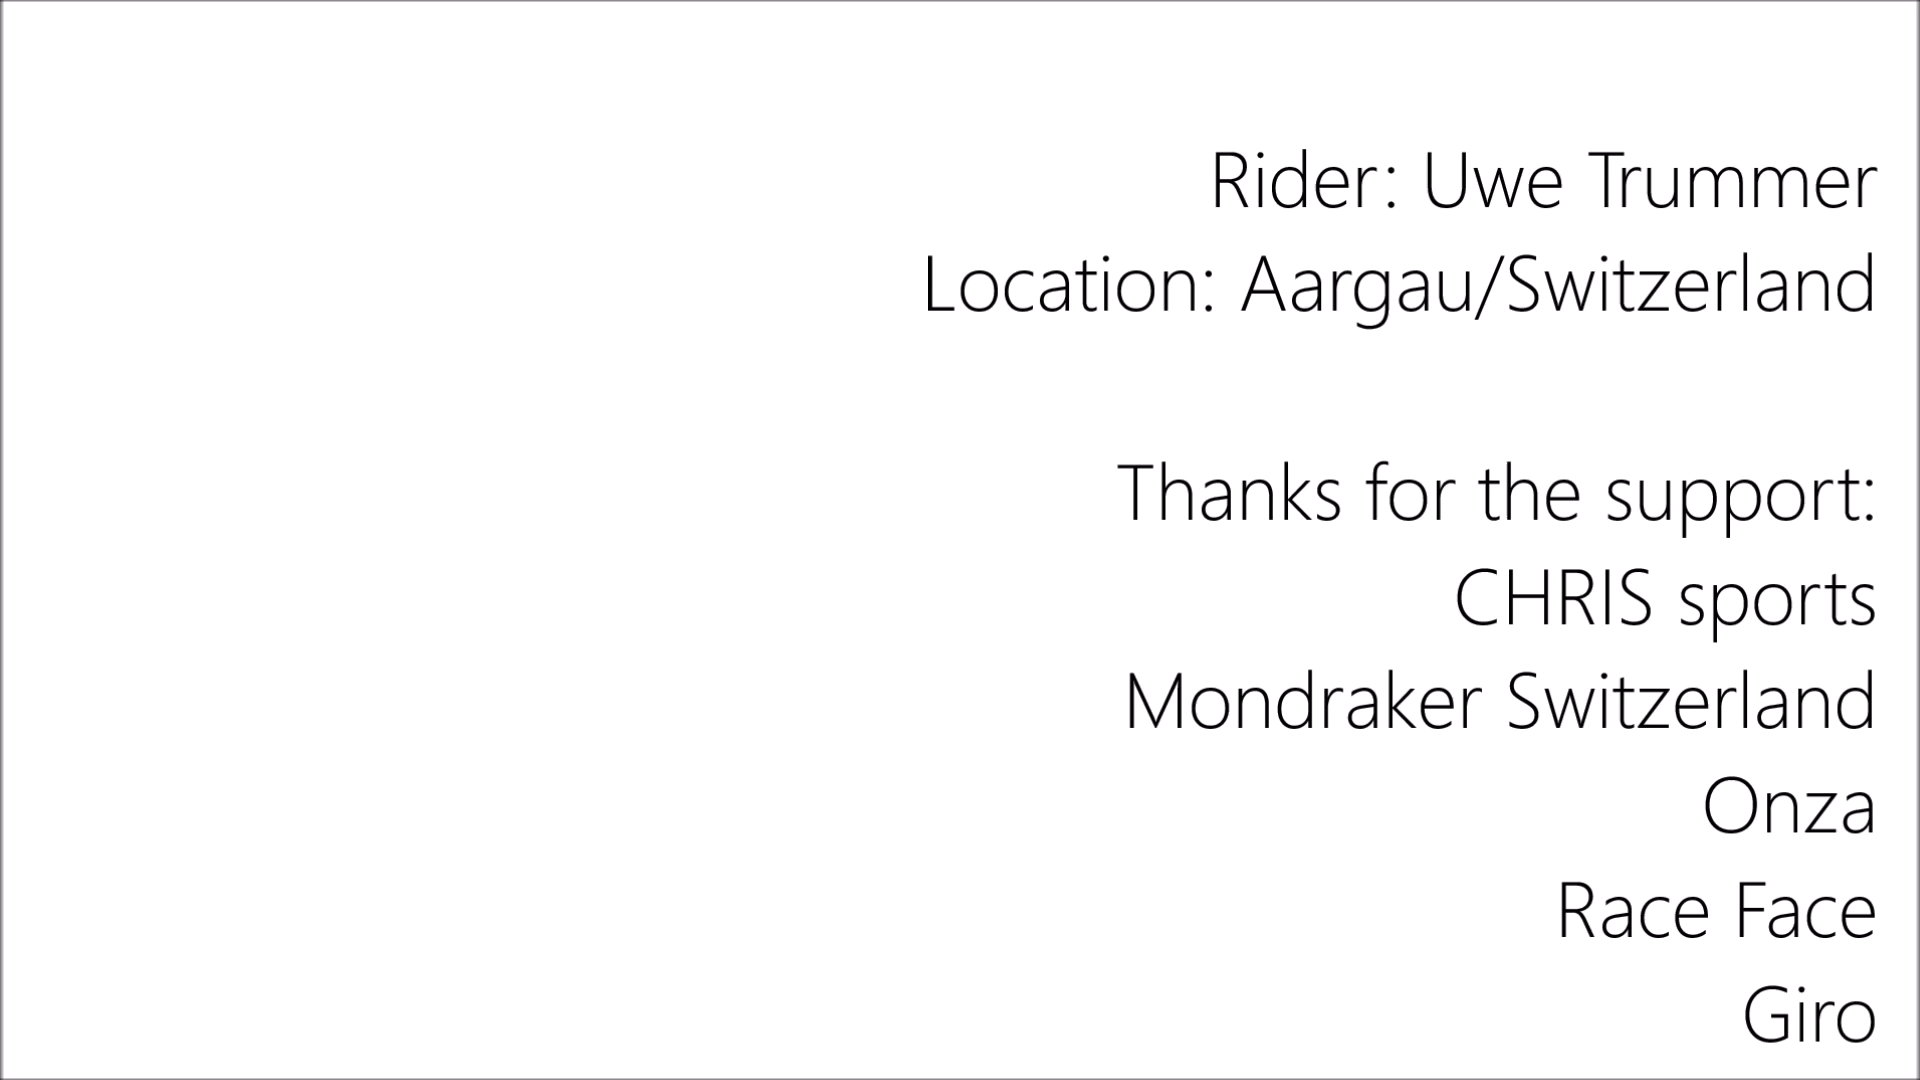 Rider: Uwe Trummer
Location: Aargau/Switzerland
Thanks for the support:
CHRIS sports
Mondraker Switzerland
Onza
Race Face
Giro